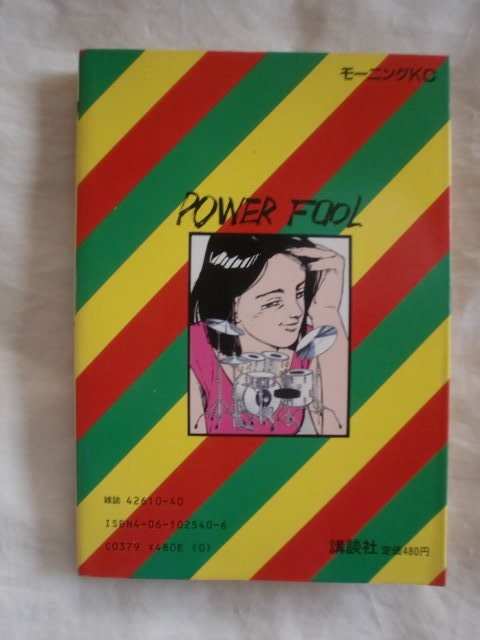 モーニングKC
POWER FOOL
雑誌 42610-40
ISBN4-06-102540-6
C0379 ¥480E (0)
講談社 定価480円